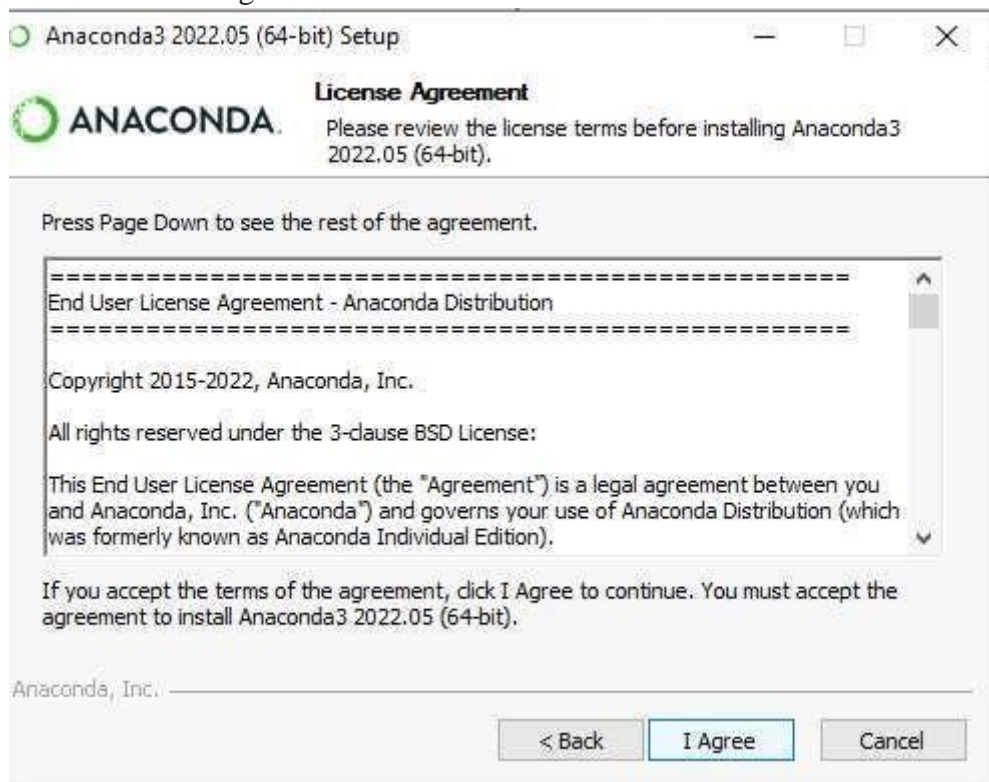 Anaconda3 2022.05 (64-bit) Setup
ANACONDA.
License Agreement
Please review the license terms before installing Anaconda3
2022.05 (64-bit).
Press Page Down to see the rest of the agreement.
==================================================
End User License Agreement - Anaconda Distribution
==================================================
Copyright 2015-2022, Anaconda, Inc.
All rights reserved under the 3-clause BSD License:
This End User License Agreement (the "Agreement") is a legal agreement between you
and Anaconda, Inc. ("Anaconda") and governs your use of Anaconda Distribution (which
was formerly known as Anaconda Individual Edition).
If you accept the terms of the agreement, click I Agree to continue. You must accept the
agreement to install Anaconda3 2022.05 (64-bit).
Anaconda, Inc.
< Back
I Agree
Cancel